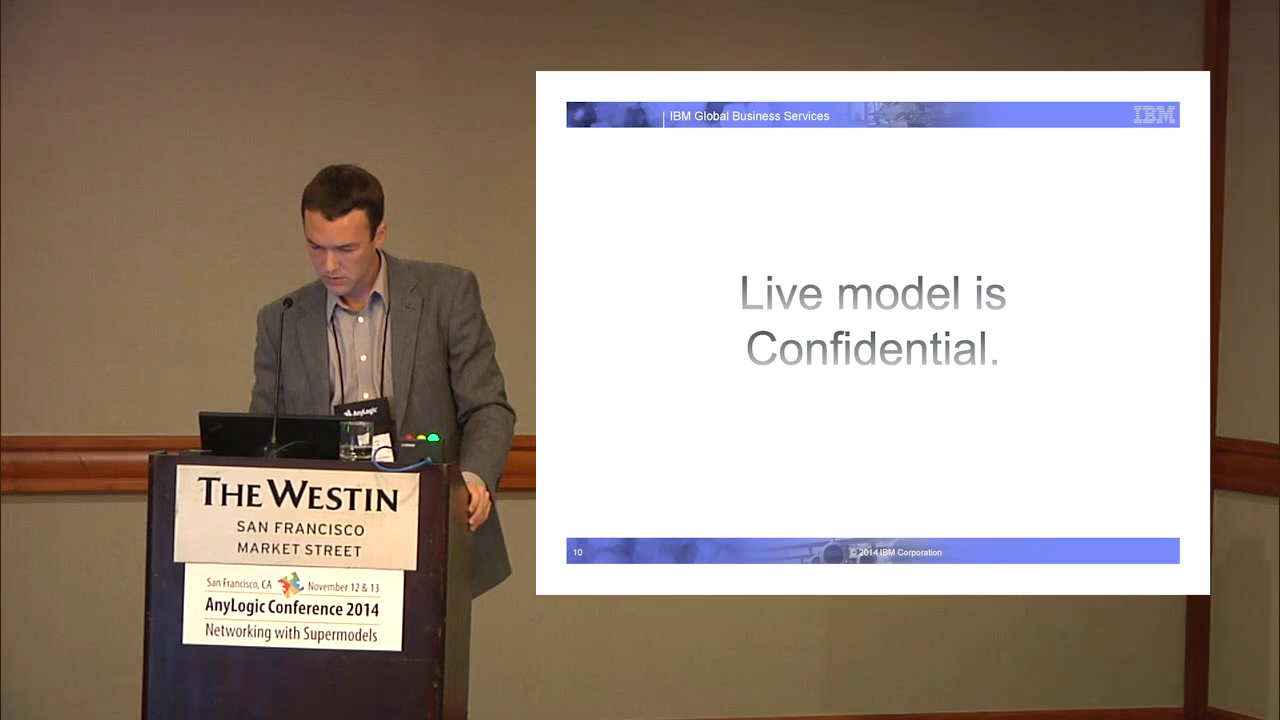 IBM Global Business Services
IBM
Live model is
Confidential.
10
© 2014 IBM Corporation
AnyLogic
THE WESTIN
SAN FRANCISCO
MARKET STREET
San Francisco, CA
November 12 & 13
AnyLogic Conference 2014
Networking with Supermodels